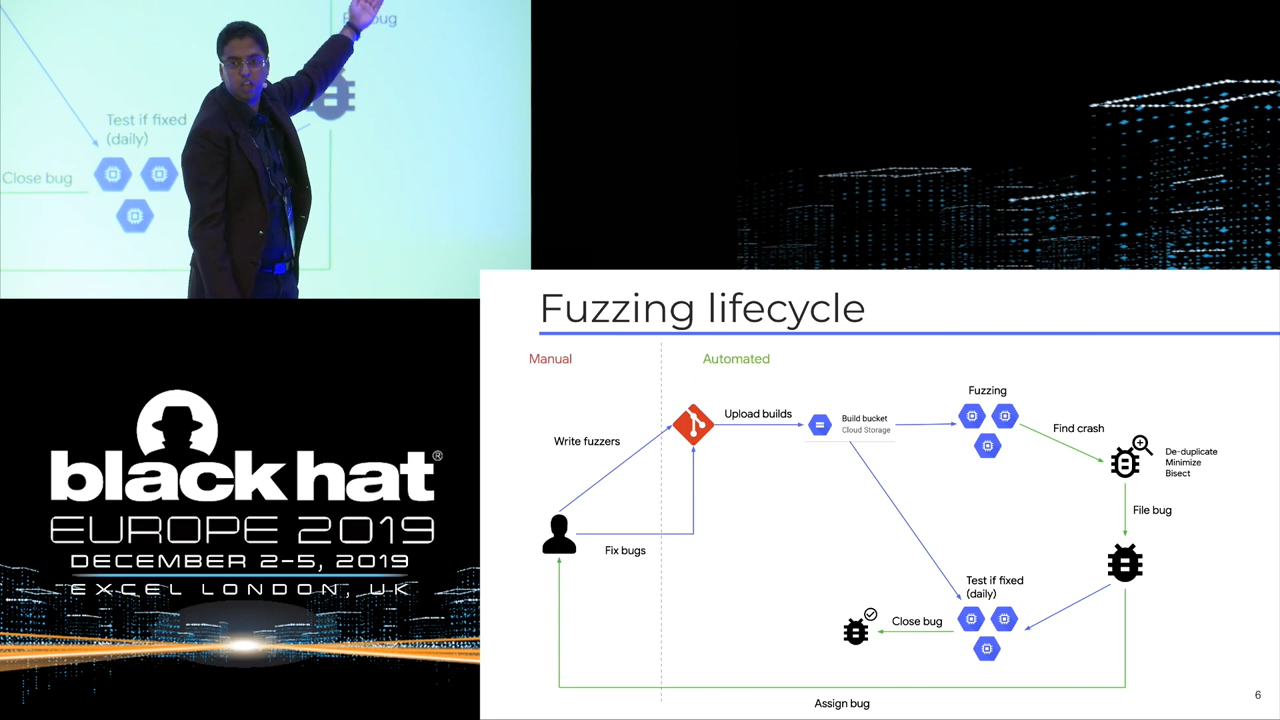 bug
Test if fixed
(daily)
Close bug
Fuzzing lifecycle
Manual
Automated
Fuzzing
Upload builds
Build bucket
Cloud Storage
Write fuzzers
Find crash
De-duplicate
Minimize
Bisect
File bug
Fix bugs
Test if fixed
(daily)
Close bug
Assign bug
6
black hat®
EUROPE 2019
DECEMBER 2-5, 2019
EXCEL LONDON, UK